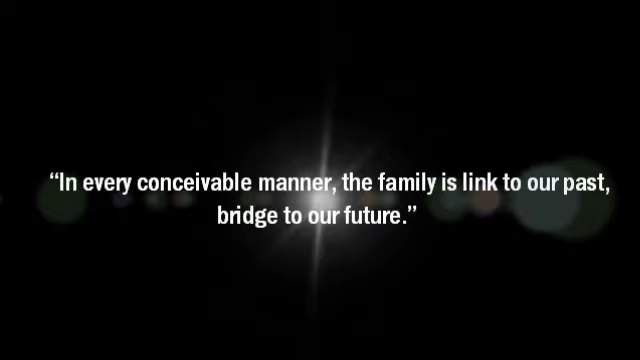 “In every conceivable manner, the family is link to our past,
bridge to our future.”